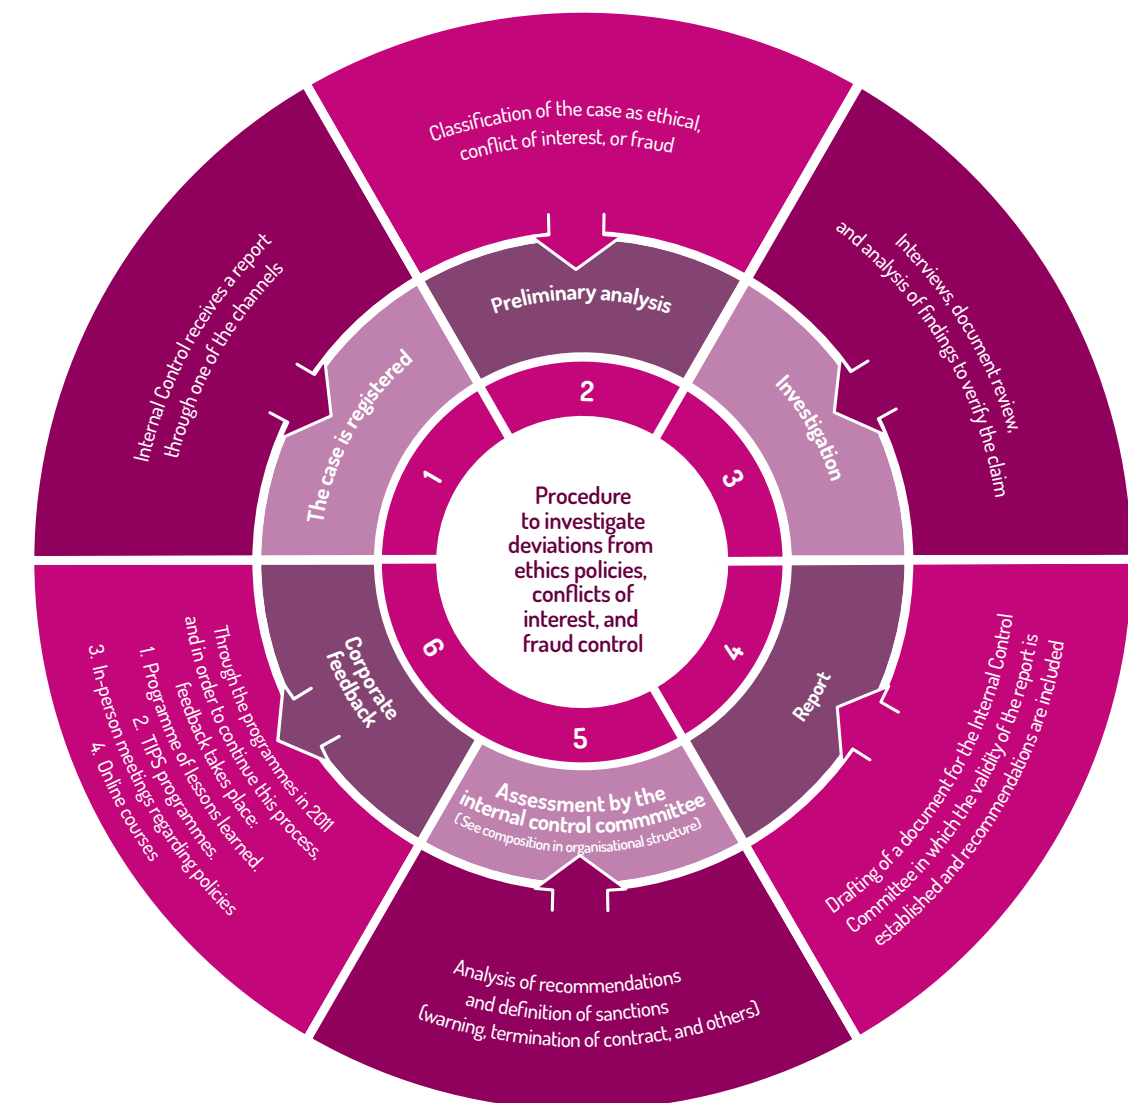 Procedure
to investigate
deviations from
ethics policies,
conflicts of
interest, and
fraud control
1
The case is registered
Internal Control receives a report
through one of the channels
2
Preliminary analysis
Classification of the case as ethical,
conflict of interest, or fraud
3
Investigation
Interviews, document review,
and analysis of findings to verify the claim
4
Report
Drafting of a document for the Internal Control
Committee in which the validity of the report is
established and recommendations are included
5
Assessment by the
internal control commmittee
(See composition in organisational structure)
Analysis of recommendations
and definition of sanctions
(warning, termination of contract, and others)
6
Corporate
feedback
Through the programmes in 2011
and in order to continue this process,
feedback takes place:
1. Programme of lessons learned.
2. TIPS programmes.
3. In-person meetings regarding policies
4. Online courses